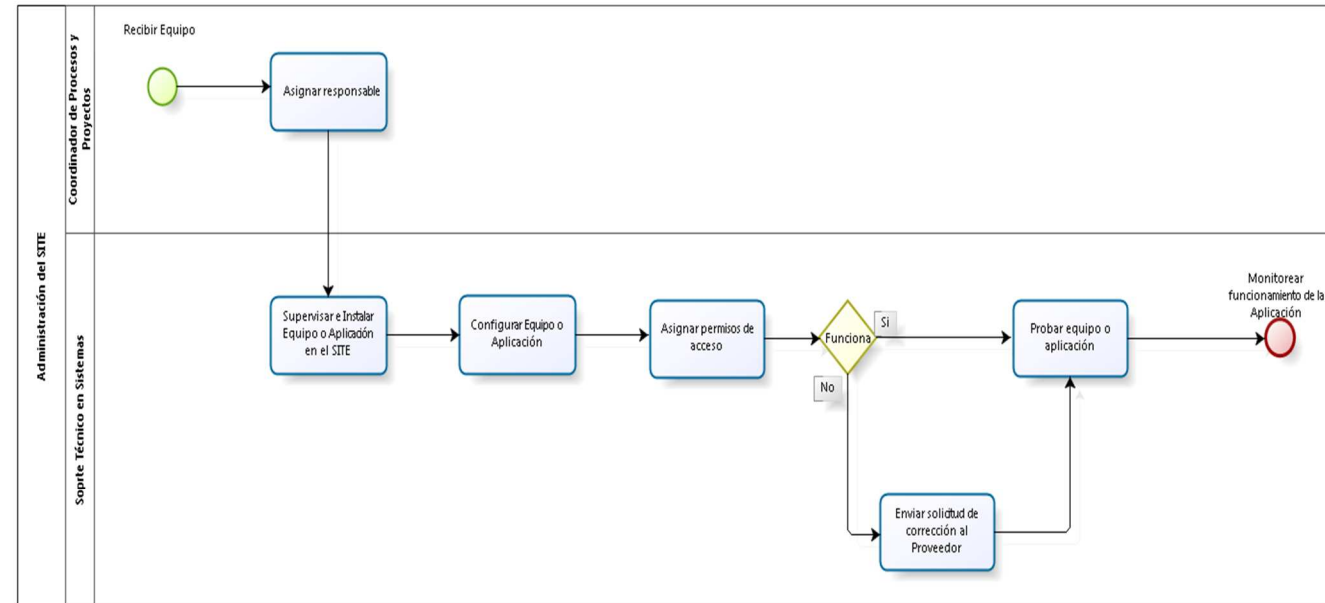 Administración del SITE
Coordinador de Procesos y
Proyectos
Recibir Equipo
Asignar responsable
Soprte Técnico en Sistemas
Supervisar e Instalar
Equipo o Aplicación
en el SITE
Configurar Equipo o
Aplicación
Asignar permisos de
acceso
Funciona
Si
No
Probar equipo o
aplicación
Monitorear
funcionamiento de la
Aplicación
Enviar solicitud de
corrección al
Proveedor